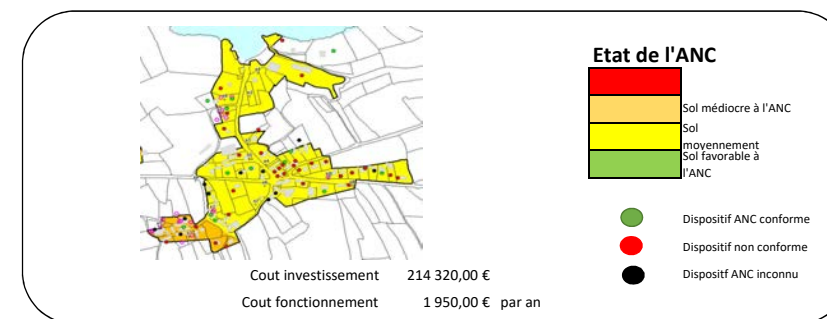 Etat de l'ANC
Sol médiocre à l'ANC
Sol
moyennement
Sol favorable à
l'ANC
Dispositif ANC conforme
Dispositif non conforme
Dispositf ANC inconnu
Cout investissement 214 320,00 €
Cout fonctionnement 1 950,00 € par an